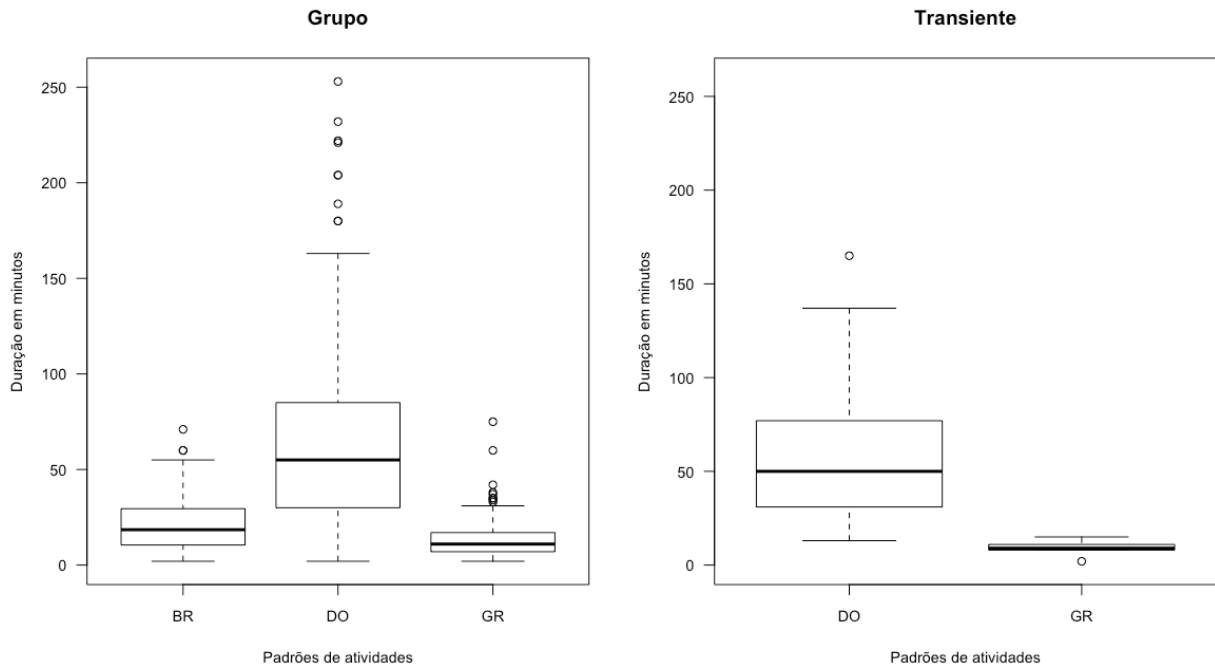 Grupo
Transiente
Duração em minutos
250
200
150
100
50
0
BR DO GR
Padrões de atividades
Duração em minutos
250
200
150
100
50
0
DO GR
Padrões de atividades